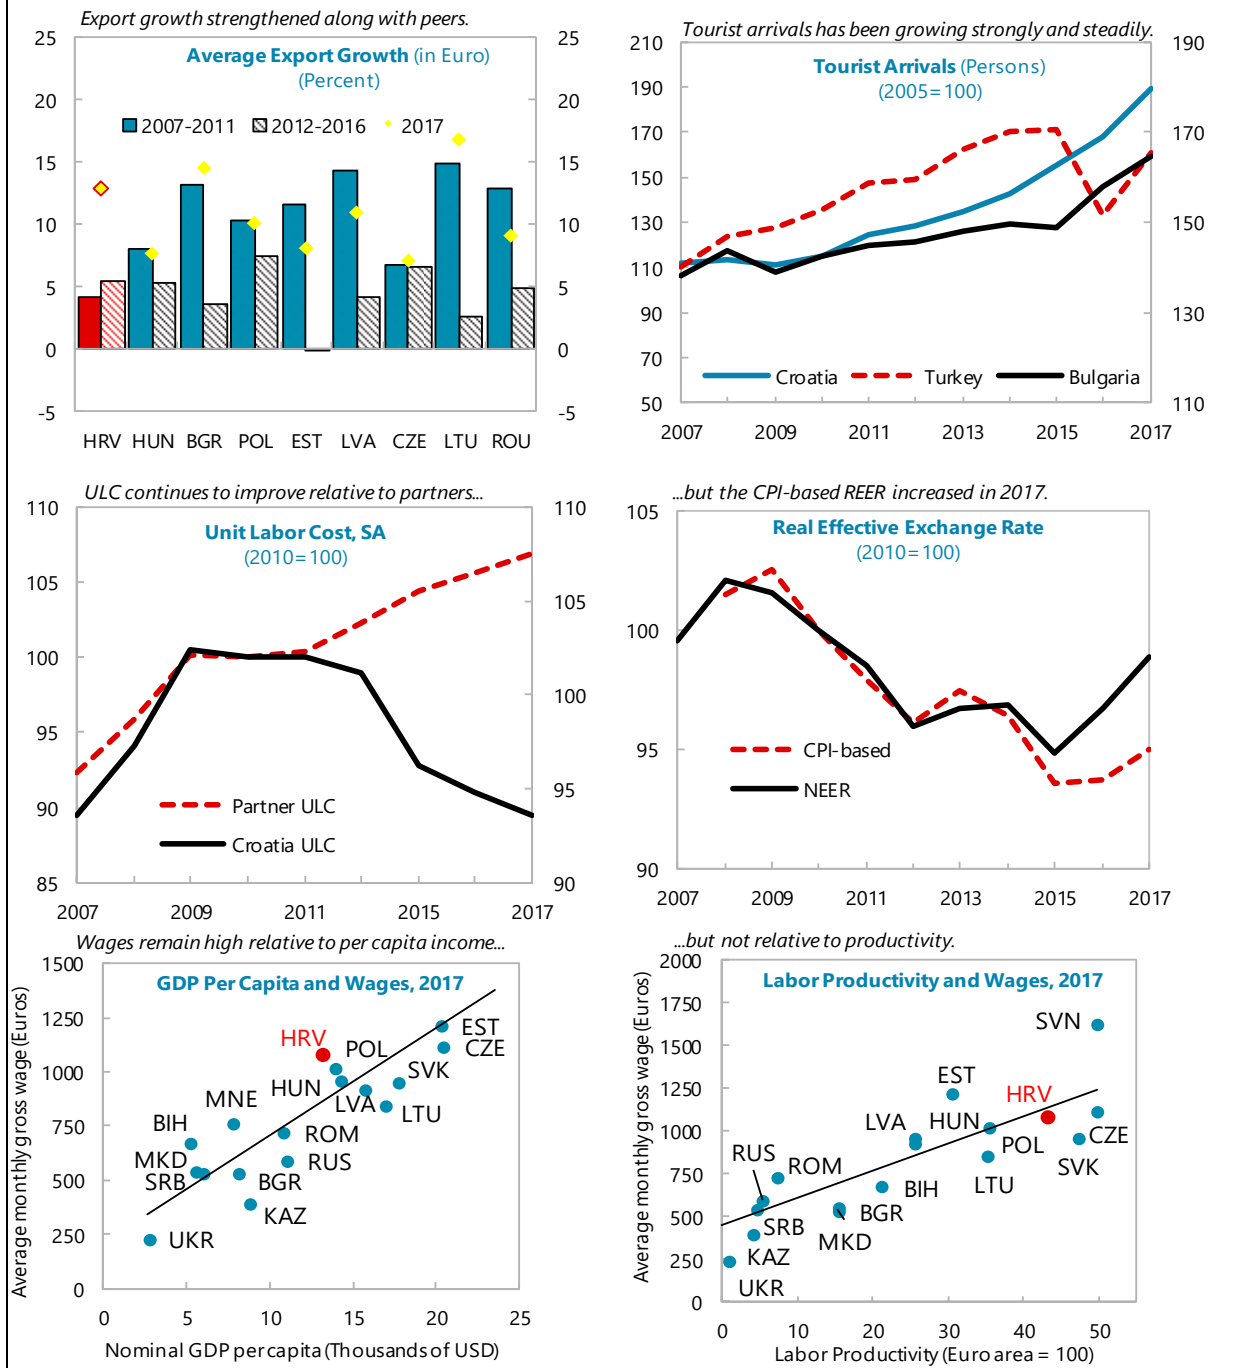 Export growth strengthened along with peers.
Average Export Growth (in Euro)
(Percent)
2007-2011 2012-2016 2017
25 25
20 20
15 15
10 10
5 5
0 0
-5 -5
HRV HUN BGR POL EST LVA CZE LTU ROU
Tourist arrivals has been growing strongly and steadily.
Tourist Arrivals (Persons)
(2005=100)
210 190
190
170 170
150
130 150
110
90 130
70
50 110
Croatia Turkey Bulgaria
2007 2009 2011 2013 2015 2017
ULC continues to improve relative to partners...
Unit Labor Cost, SA
(2010=100)
110 110
105 105
100 100
95 95
90
85 90
Partner ULC
Croatia ULC
2007 2009 2011 2015 2017
...but the CPI-based REER increased in 2017.
Real Effective Exchange Rate
(2010=100)
105
100
95
90
CPI-based
NEER
2007 2009 2011 2013 2015 2017
Wages remain high relative to per capita income...
GDP Per Capita and Wages, 2017
Average monthly gross wage (Euros)
1500
1250
1000
750
500
250
0
HRV
POL
EST
CZE
HUN
SVK
LVA
LTU
MNE
BIH
ROM
MKD
RUS
SRB
BGR
KAZ
UKR
0 5 10 15 20 25
Nominal GDP per capita (Thousands of USD)
...but not relative to productivity.
Labor Productivity and Wages, 2017
Average monthly gross wage (Euros)
2000
1750
1500
1250
1000
750
500
250
0
SVN
EST
HRV
LVA
HUN
CZE
POL
RUS
ROM
SVK
LTU
BIH
BGR
SRB
MKD
KAZ
UKR
0 10 20 30 40 50
Labor Productivity (Euro area = 100)